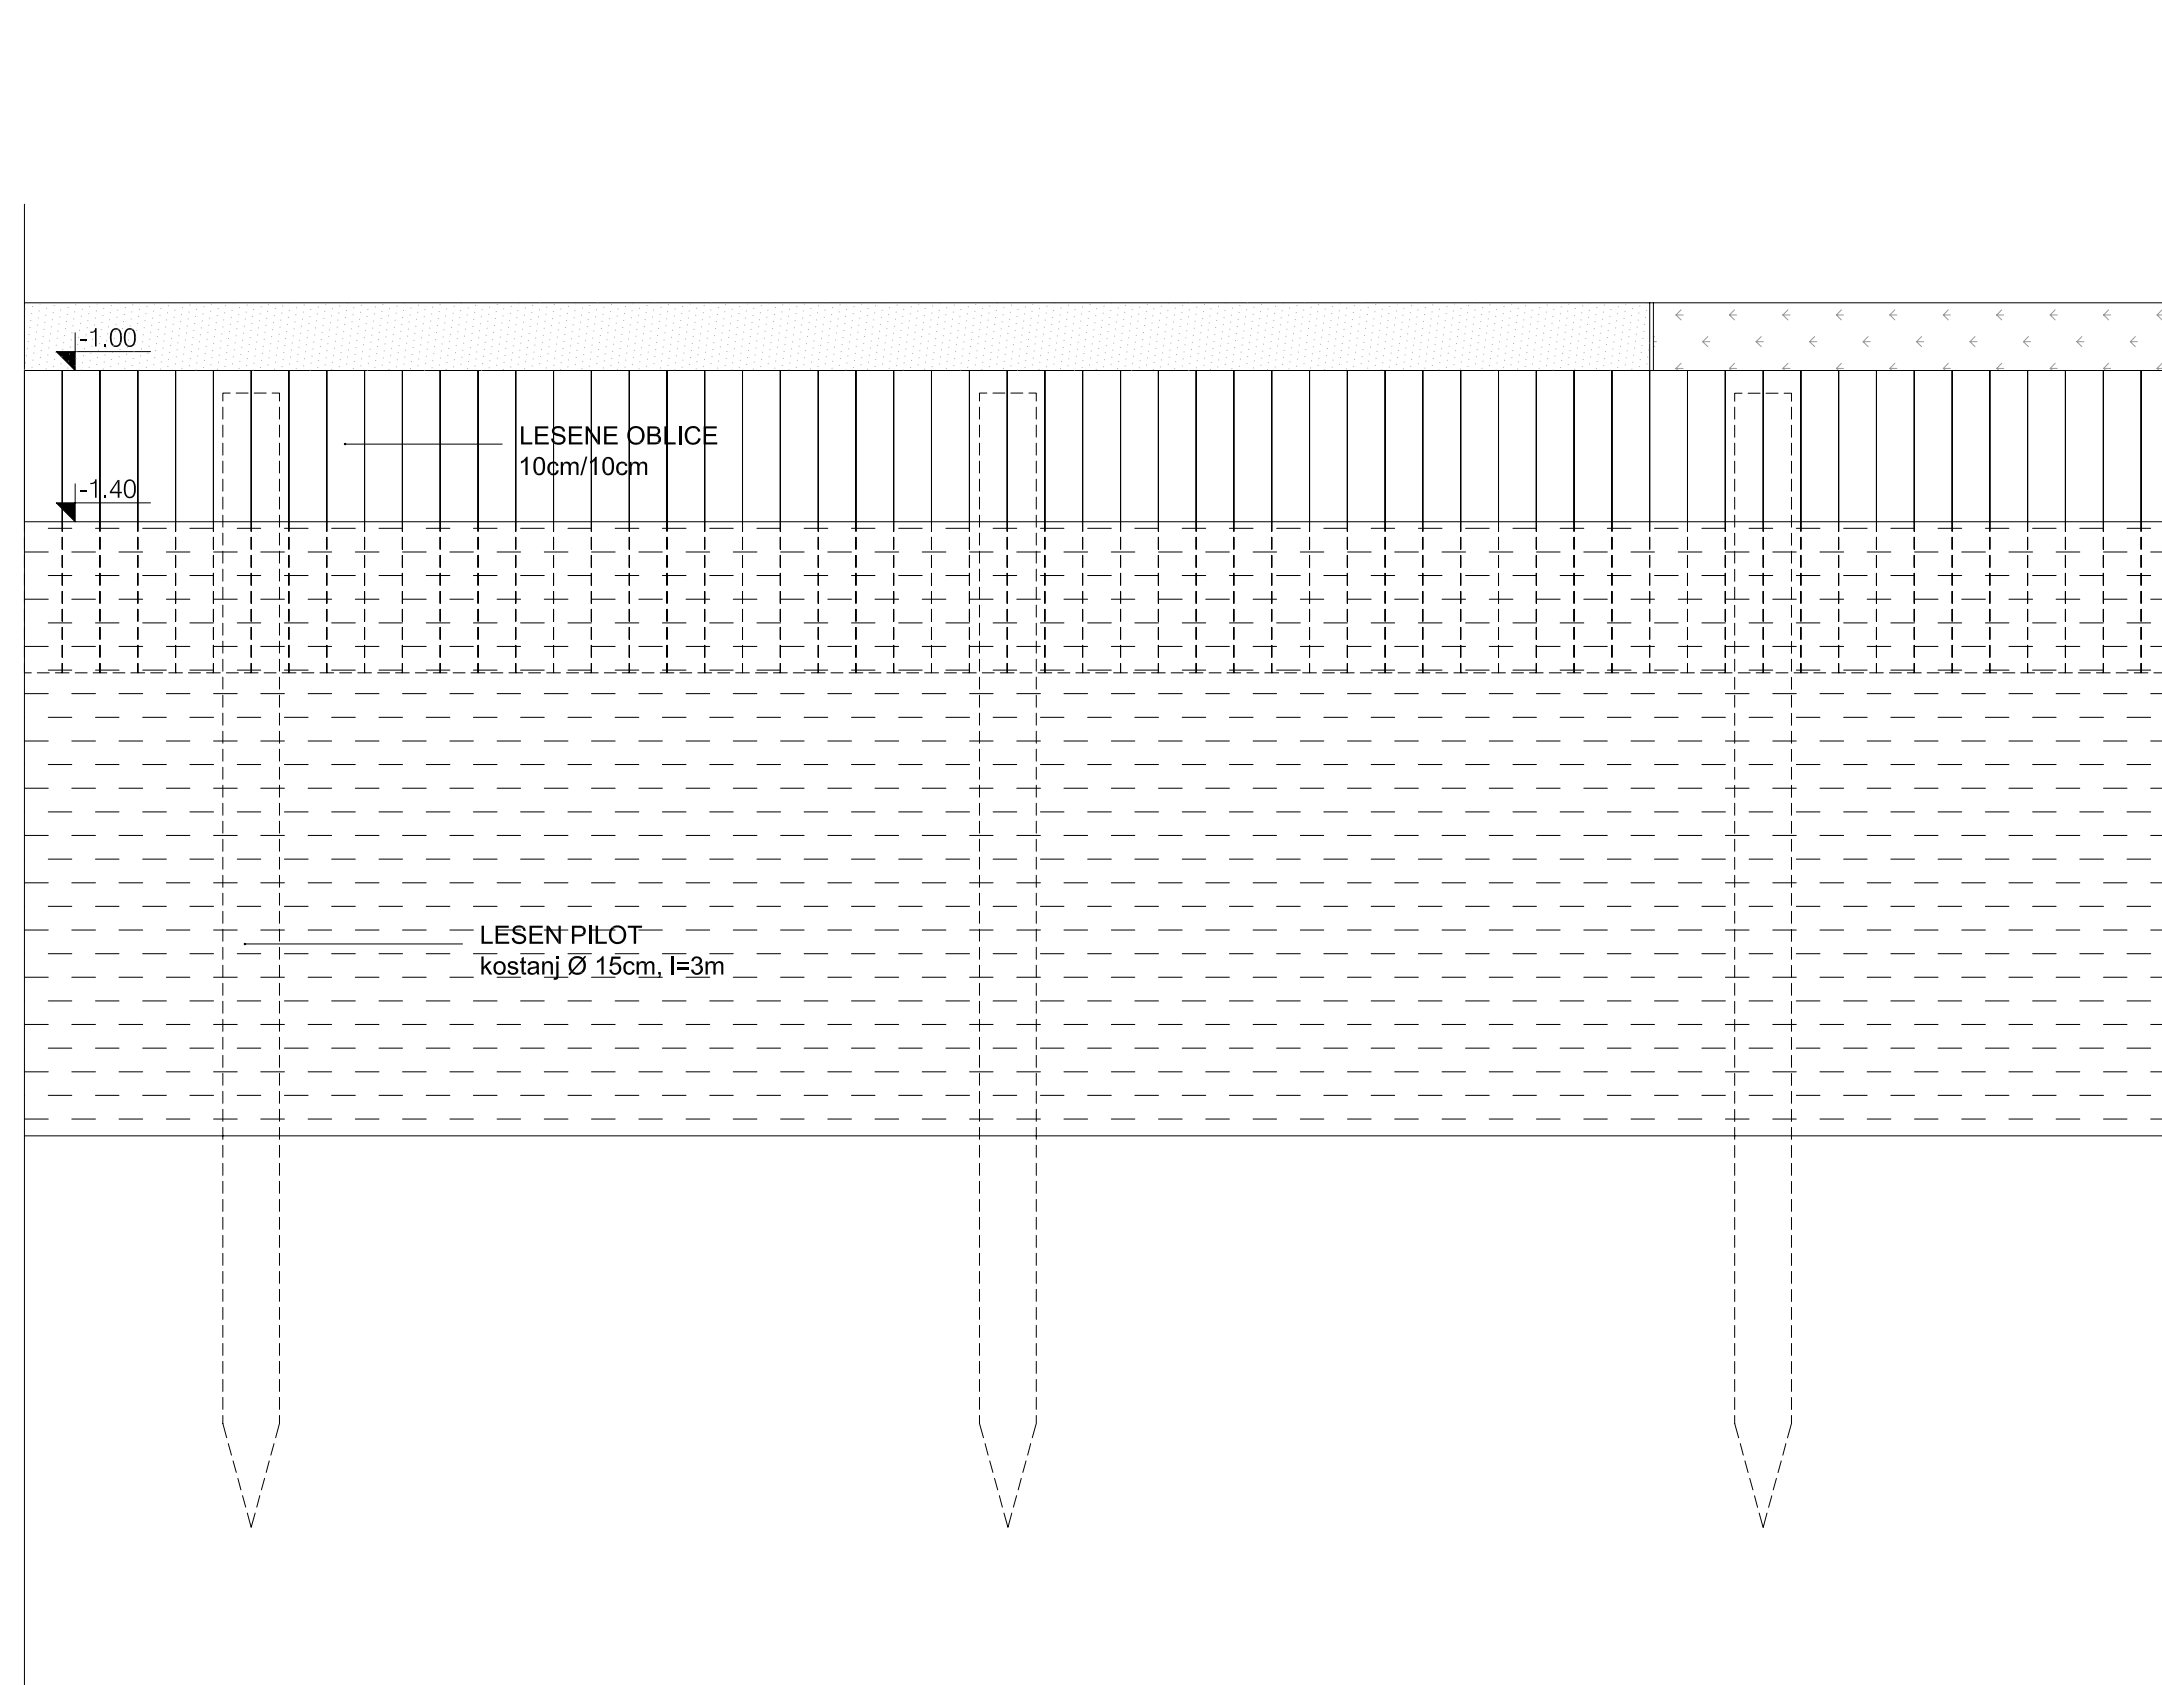 -1.00
LESENE OBLICE
10cm/10cm
-1.40
LESEN PILOT
kostanj Ø 15cm, l=3m